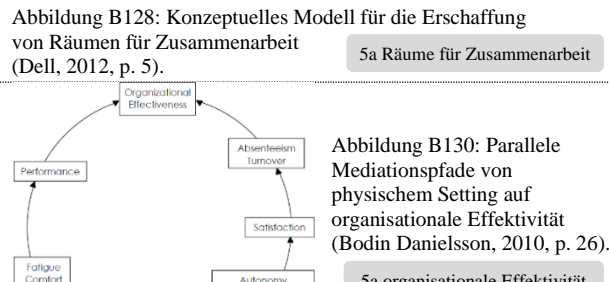 Abbildung B128: Konzeptuelles Modell für die Erschaffung
von Räumen für Zusammenarbeit
(Dell, 2012, p. 5).
5a Räume für Zusammenarbeit
Organizational
Effectiveness
Absenteeism
Turnover
Performance
Satisfaction
Fatigue
Comfort
Autonomy
Abbildung B130: Parallele
Mediationspfade von
physischem Setting auf
organisationale Effektivität
(Bodin Danielsson, 2010, p. 26).
5a organisationale Effektivität